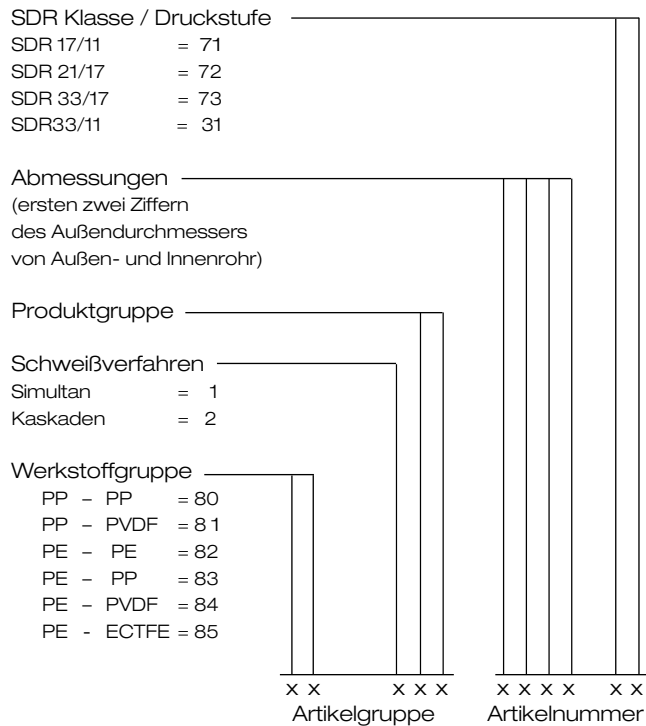 SDR Klasse / Druckstufe
SDR 17/11 = 71
SDR 21/17 = 72
SDR 33/17 = 73
SDR33/11 = 31
Abmessungen
(ersten zwei Ziffern
des Außendurchmessers
von Außen- und Innenrohr)
Produktgruppe
Schweißverfahren
Simultan = 1
Kaskaden = 2
Werkstoffgruppe
PP – PP = 80
PP – PVDF = 81
PE – PE = 82
PE – PP = 83
PE – PVDF = 84
PE - ECTFE = 85
x x x x x x x x x x x
Artikelgruppe Artikelnummer